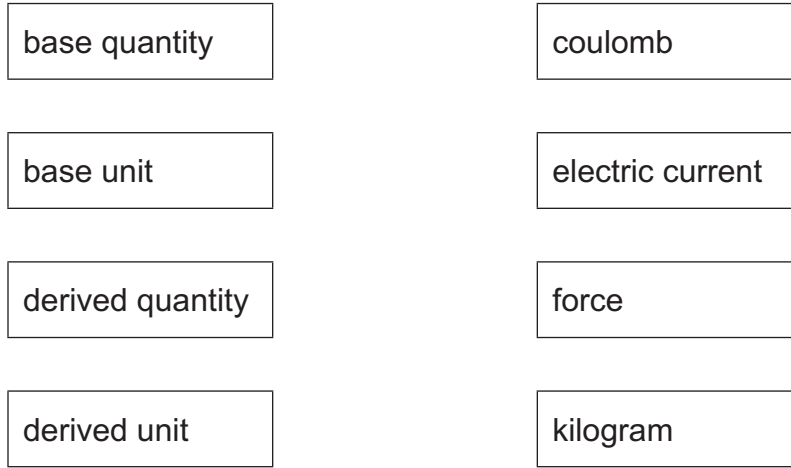 base quantity
coulomb
base unit
electric current
derived quantity
force
derived unit
kilogram